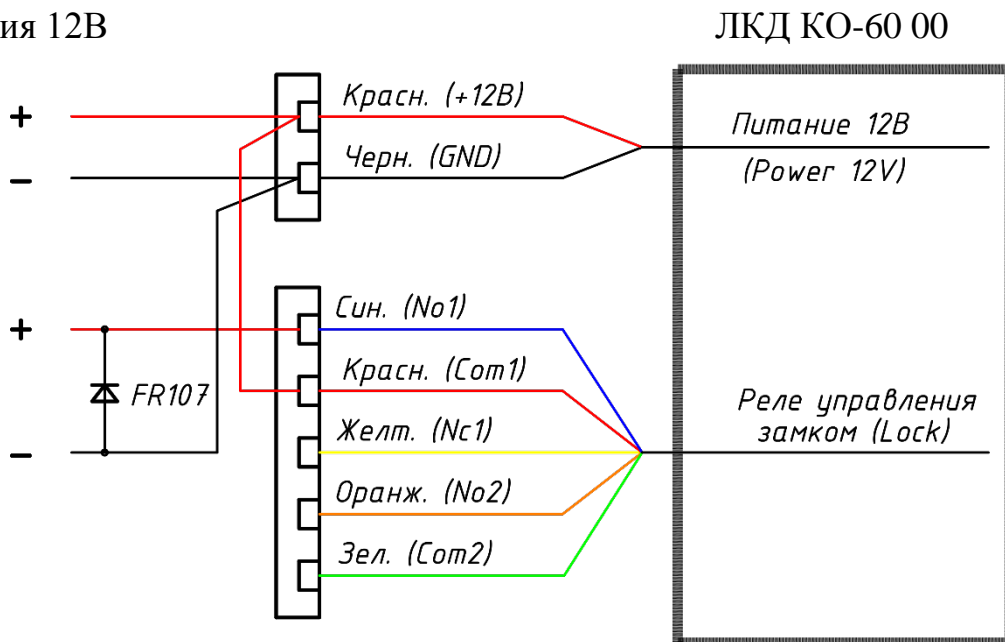 ия 12В
ЛКД КО-60 00
+
Красн. (+12В)
Питание 12В
–
Черн. (GND)
(Power 12V)
+
Син. (No1)
Красн. (Com1)
FR107
Реле управления
замком (Lock)
Желт. (Nc1)
–
Оранж. (No2)
Зел. (Com2)